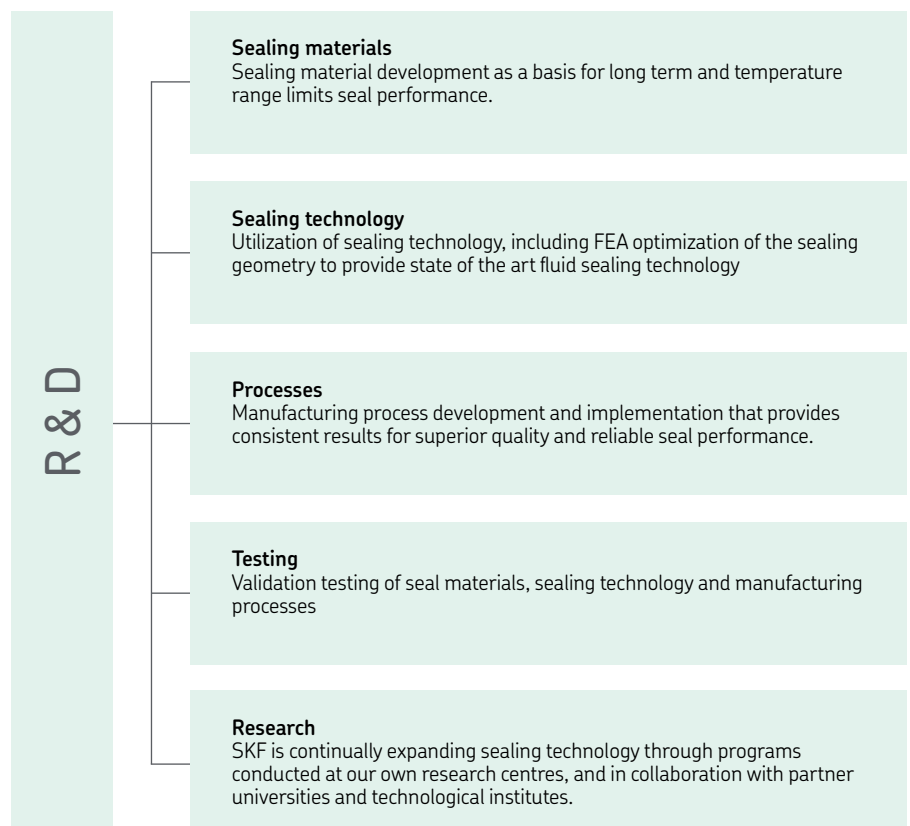 R & D
Sealing materials
Sealing material development as a basis for long term and temperature
range limits seal performance.
Sealing technology
Utilization of sealing technology, including FEA optimization of the sealing
geometry to provide state of the art fluid sealing technology
Processes
Manufacturing process development and implementation that provides
consistent results for superior quality and reliable seal performance.
Testing
Validation testing of seal materials, sealing technology and manufacturing
processes
Research
SKF is continually expanding sealing technology through programs
conducted at our own research centres, and in collaboration with partner
universities and technological institutes.